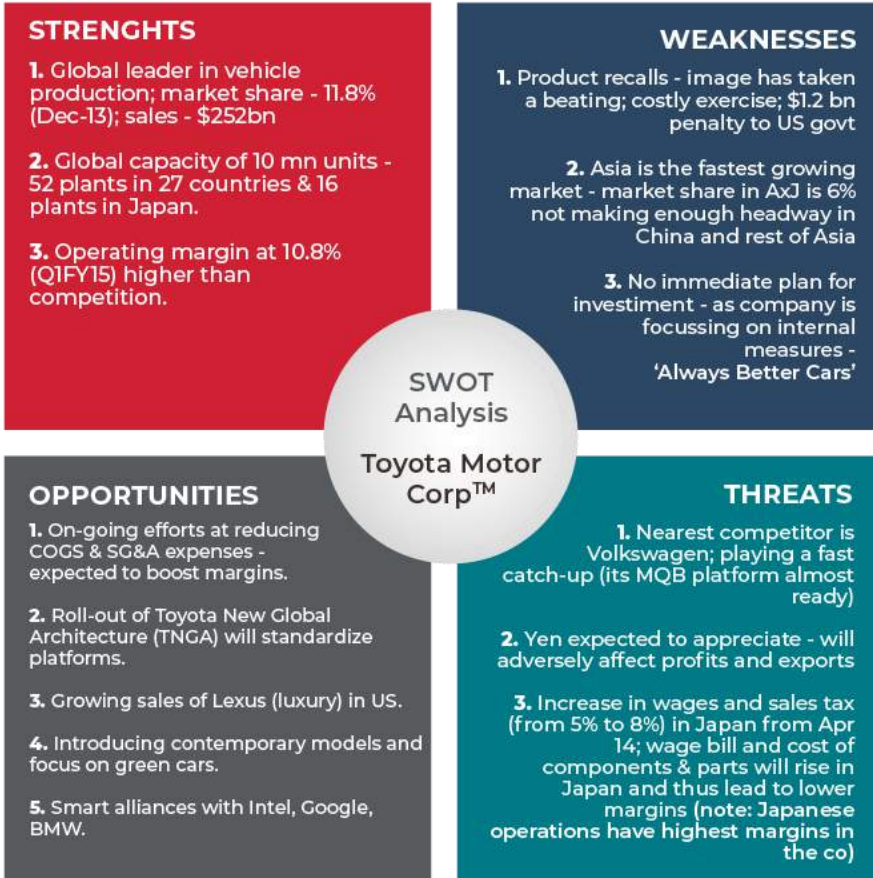 STRENGHTS
1. Global leader in vehicle
production; market share - 11.8%
(Dec-13); sales - $252bn
2. Global capacity of 10 mn units -
52 plants in 27 countries & 16
plants in Japan.
3. Operating margin at 10.8%
(Q1FY15) higher than
competition.
WEAKNESSES
1. Product recalls - image has taken
a beating; costly exercise; $1.2 bn
penalty to US govt
2. Asia is the fastest growing
market - market share in AxJ is 6%
not making enough headway in
China and rest of Asia
3. No immediate plan for
investiment - as company is
focussing on internal
measures -
‘Always Better Cars’
SWOT
Analysis
Toyota Motor
Corp™
OPPORTUNITIES
1. On-going efforts at reducing
COGS & SG&A expenses -
expected to boost margins.
2. Roll-out of Toyota New Global
Architecture (TNGA) will standardize
platforms.
3. Growing sales of Lexus (luxury) in US.
4. Introducing contemporary models and
focus on green cars.
5. Smart alliances with Intel, Google,
BMW.
THREATS
1. Nearest competitor is
Volkswagen; playing a fast
catch-up (its MQB platform almost
ready)
2. Yen expected to appreciate - will
adversely affect profits and exports
3. Increase in wages and sales tax
(from 5% to 8%) in Japan from Apr
14; wage bill and cost of
components & parts will rise in
Japan and thus lead to lower
margins (note: Japanese
operations have highest margins in
the co)